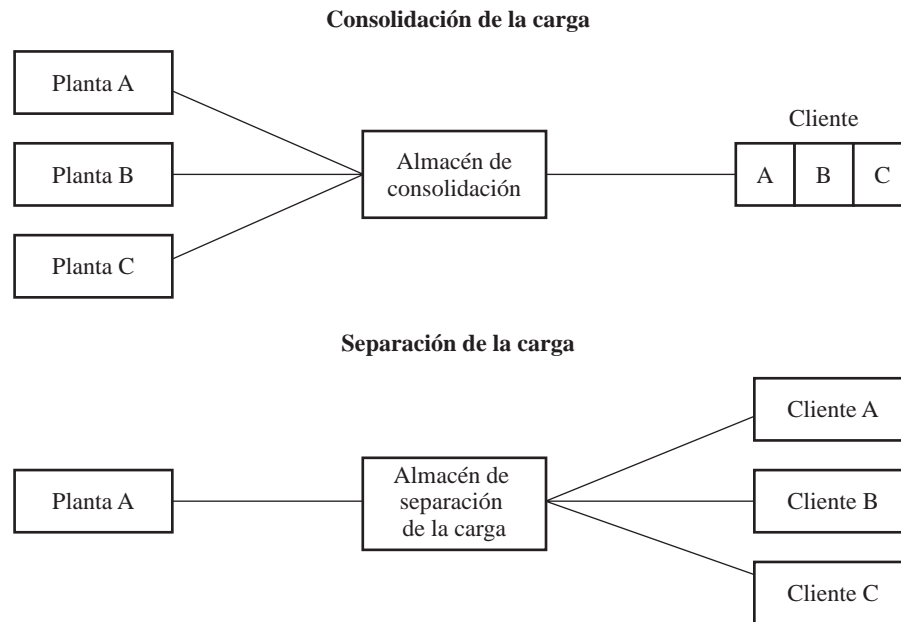 Consolidación de la carga
Planta A
Planta B
Planta C
Almacén de
consolidación
Cliente
A
B
C
Separación de la carga
Planta A
Almacén de
separación
de la carga
Cliente A
Cliente B
Cliente C